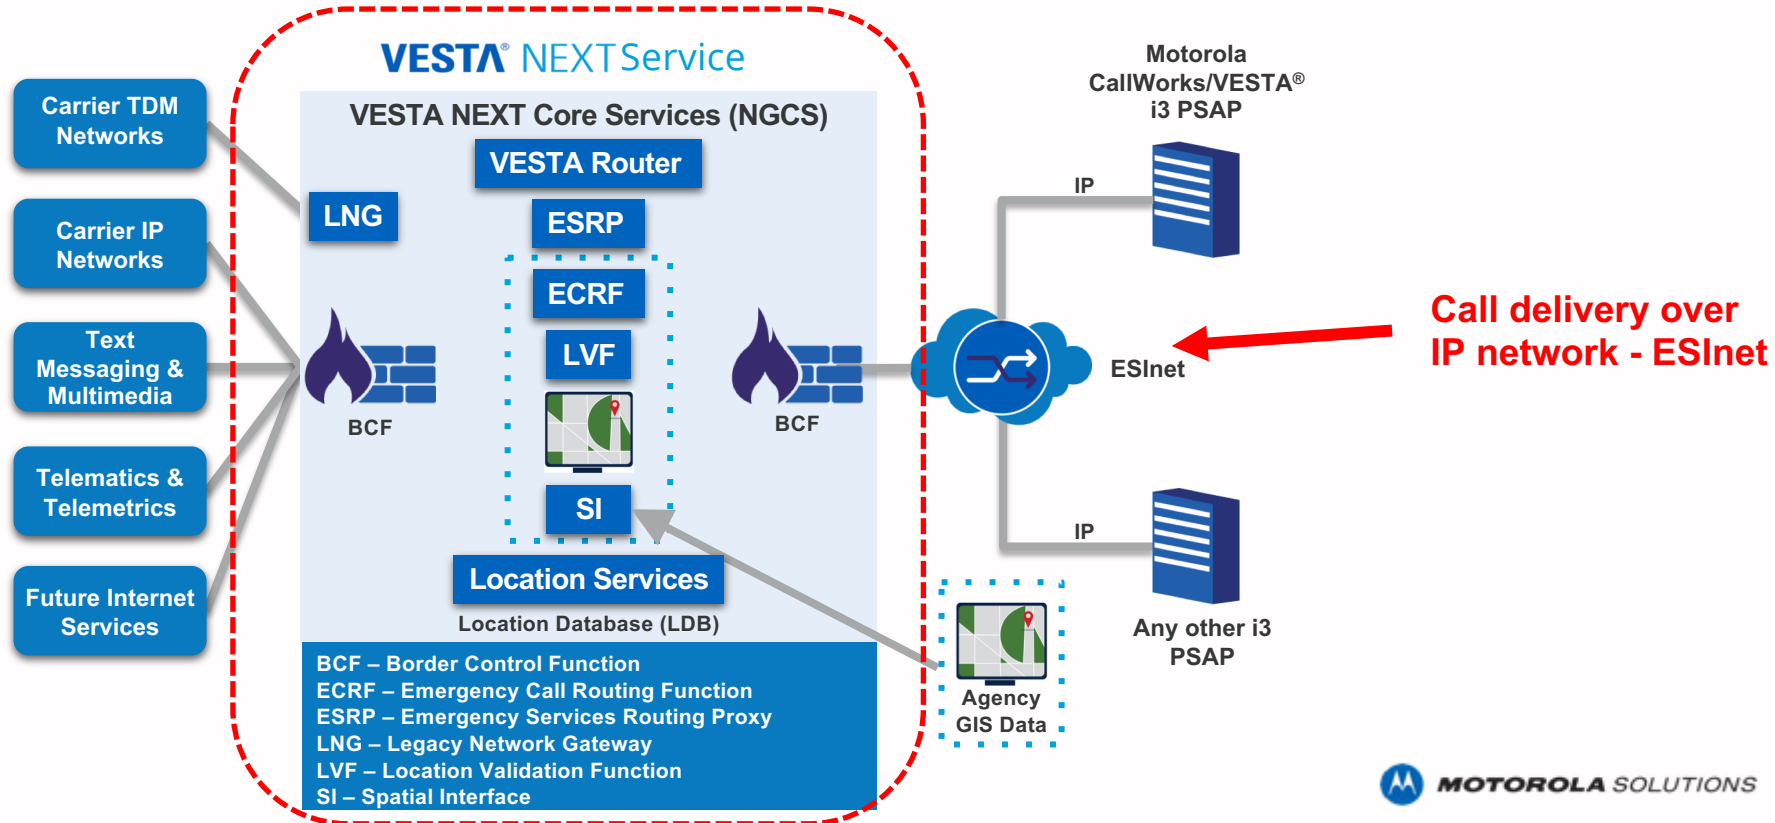 VESTA® NEXT Service
VESTA NEXT Core Services (NGCS)
Carrier TDM
Networks
Carrier IP
Networks
Text
Messaging &
Multimedia
Telematics &
Telemetrics
Future Internet
Services
VESTA Router
LNG
ESRP
ECRF
LVF
BCF
BCF
SI
Location Services
Location Database (LDB)
BCF – Border Control Function
ECRF – Emergency Call Routing Function
ESRP – Emergency Services Routing Proxy
LNG – Legacy Network Gateway
LVF – Location Validation Function
SI – Spatial Interface
Motorola
CallWorks/VESTA®
i3 PSAP
IP
ESInet
IP
Any other i3
PSAP
Agency
GIS Data
Call delivery over
IP network - ESInet
MOTOROLA SOLUTIONS